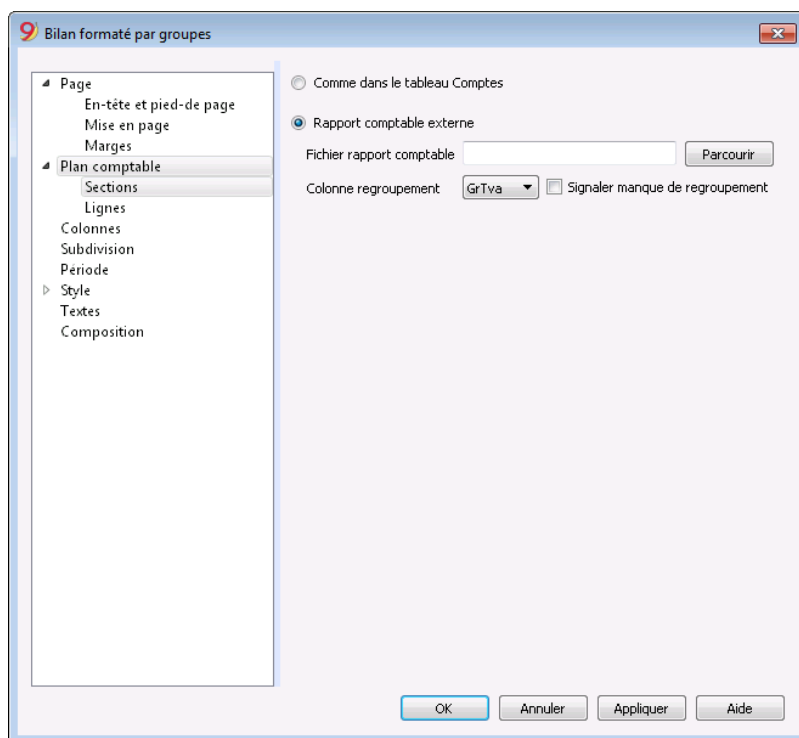 9 Bilan formaté par groupes
Page
En-tête et pied-de page
Mise en page
Marges
Plan comptable
Sections
Lignes
Colonnes
Subdivision
Période
Style
Textes
Composition
Comme dans le tableau Comptes
Rapport comptable externe
Fichier rapport comptable Parcourir
Colonne regroupement GrTva Signaler manque de regroupement
OK Annuler Appliquer Aide